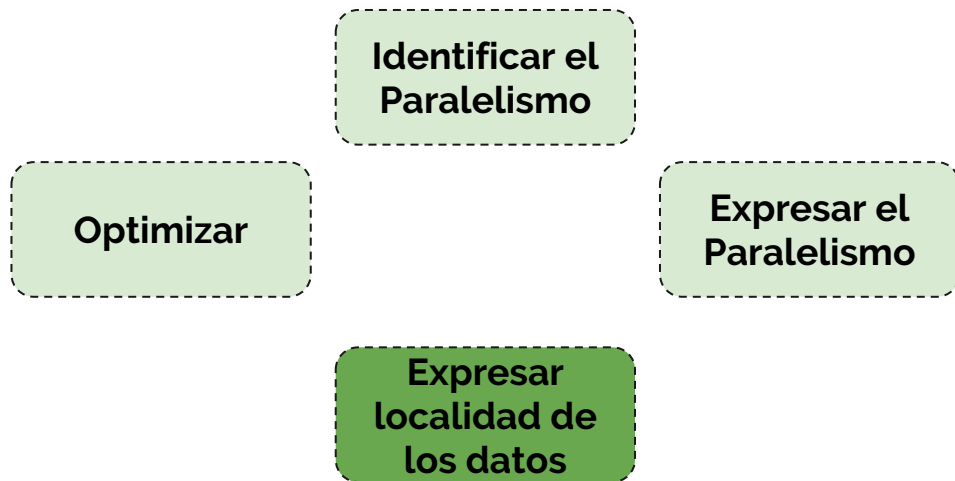 Identificar el
Paralelismo
Optimizar
Expresar el
Paralelismo
Expresar
localidad de
los datos